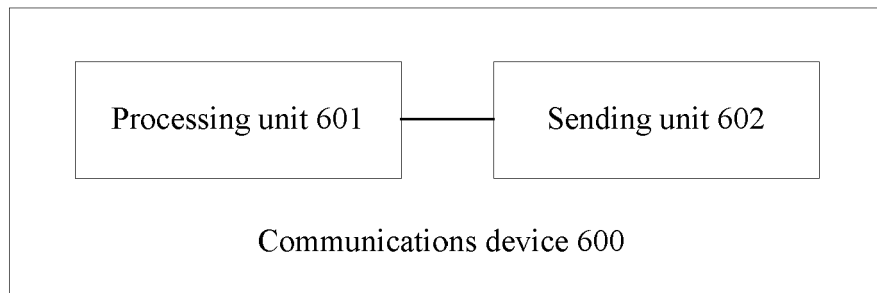 Processing unit 601
Sending unit 602
Communications device 600